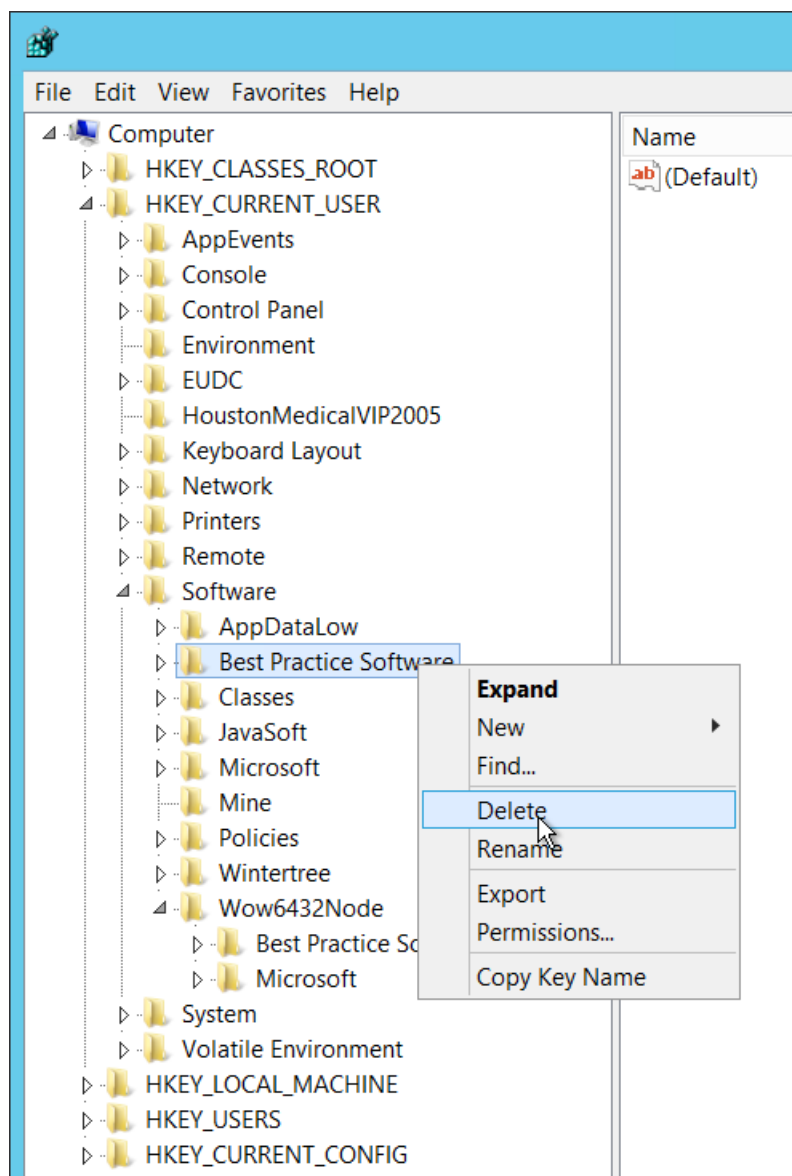 File Edit View Favorites Help
Computer
HKEY_CLASSES_ROOT
HKEY_CURRENT_USER
AppEvents
Console
Control Panel
Environment
EUDC
HoustonMedicalVIP2005
Keyboard Layout
Network
Printers
Remote
Software
AppDataLow
Best Practice Software
Classes
JavaSoft
Microsoft
Mine
Policies
Wintertree
Wow6432Node
Best Practice So
Microsoft
System
Volatile Environment
HKEY_LOCAL_MACHINE
HKEY_USERS
HKEY_CURRENT_CONFIG
Expand
New
Find...
Delete
Rename
Export
Permissions...
Copy Key Name
Name
ab (Default)